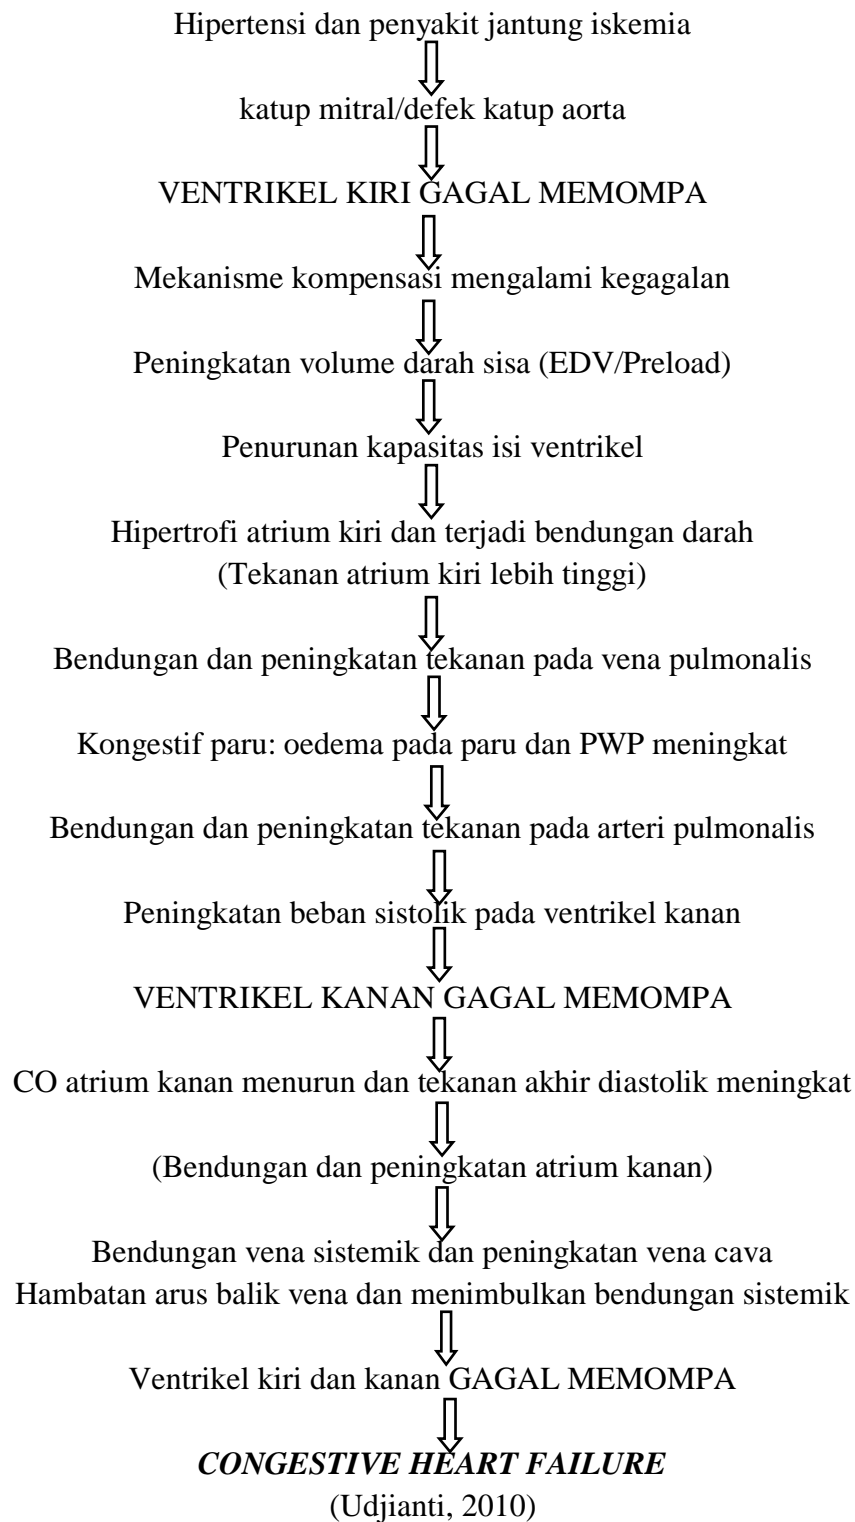 Hipertensi dan penyakit jantung iskemia
katup mitral/defek katup aorta
VENTRIKEL KIRI GAGAL MEMOMPA
Mekanisme kompensasi mengalami kegagalan
Peningkatan volume darah sisa (EDV/Preload)
Penurunan kapasitas isi ventrikel
Hipertrofi atrium kiri dan terjadi bendungan darah
(Tekanan atrium kiri lebih tinggi)
Bendungan dan peningkatan tekanan pada vena pulmonalis
Kongestif paru: oedema pada paru dan PWP meningkat
Bendungan dan peningkatan tekanan pada arteri pulmonalis
Peningkatan beban sistolik pada ventrikel kanan
VENTRIKEL KANAN GAGAL MEMOMPA
CO atrium kanan menurun dan tekanan akhir diastolik meningkat
(Bendungan dan peningkatan atrium kanan)
Bendungan vena sistemik dan peningkatan vena cava
Hambatan arus balik vena dan menimbulkan bendungan sistemik
Ventrikel kiri dan kanan GAGAL MEMOMPA
CONGESTIVE HEART FAILURE
(Udjianti, 2010)